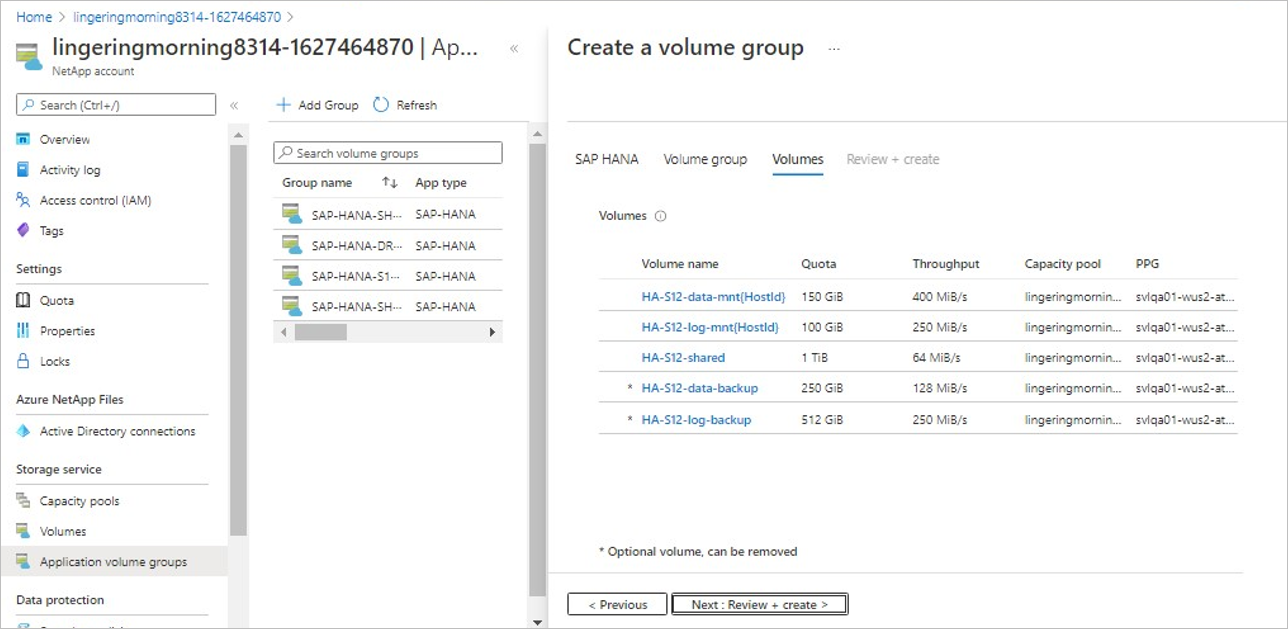 Home > lingeringmorning8314-1627464870 >
lingeringmorning8314-1627464870 | Ap...
NetApp account
Search (Ctrl+/)
Overview
Activity log
Access control (IAM)
Tags
Settings
Quota
Properties
Locks
Azure NetApp Files
Active Directory connections
Storage service
Capacity pools
Volumes
Application volume groups
Data protection
+ Add Group Refresh
Search volume groups
Group name ↑↓ App type
SAP-HANA-SH... SAP-HANA
SAP-HANA-DR... SAP-HANA
SAP-HANA-S1... SAP-HANA
SAP-HANA-SH... SAP-HANA
Create a volume group ...
SAP HANA Volume group Volumes Review + create
Volumes
Volume name Quota Throughput Capacity pool PPG
HA-S12-data-mnt{HostId} 150 GiB 400 MiB/s lingeringmornin... svlqa01-wus2-at...
HA-S12-log-mnt{HostId} 100 GiB 250 MiB/s lingeringmornin... svlqa01-wus2-at...
HA-S12-shared 1 TiB 64 MiB/s lingeringmornin... svlqa01-wus2-at...
* HA-S12-data-backup 250 GiB 128 MiB/s lingeringmornin... svlqa01-wus2-at...
* HA-S12-log-backup 512 GiB 250 MiB/s lingeringmornin... svlqa01-wus2-at...
* Optional volume, can be removed
< Previous Next : Review + create >